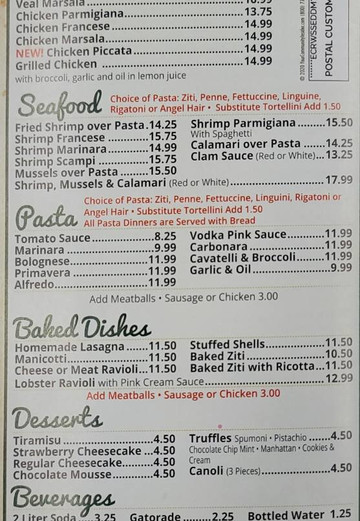 Veal Marsala
Chicken Parmigiana 13.75
Chicken Francese 14.99
Chicken Marsala 14.99
NEW! Chicken Piccata 14.99
Grilled Chicken 14.99
with broccoli, garlic and oil in lemon juice
POSTAL CUSTOM
Seafood
Choice of Pasta: Ziti, Penne, Fettuccine, Linguine,
Rigatoni or Angel Hair • Substitute Tortellini Add 1.50
Fried Shrimp over Pasta 14.25
Shrimp Francese 15.75
Shrimp Marinara 14.99
Shrimp Scampi 15.75
Mussels over Pasta 15.50
Shrimp Parmigiana 15.50
With Spaghetti
Calamari over Pasta 14.25
Clam Sauce (Red or White) 13.25
Shrimp, Mussels & Calamari (Red or White) 17.99
Pasta
Choice of Pasta: Ziti, Penne, Fettuccine, Linguini, Rigatoni or
Angel Hair • Substitute Tortellini Add 1.50
All Pasta Dinners are Served with Bread
Tomato Sauce 8.25
Marinara 9.99
Bolognese 11.99
Primavera 11.99
Alfredo 11.99
Vodka Pink Sauce 11.99
Carbonara 11.99
Cavatelli & Broccoli 11.99
Garlic & Oil 9.99
Add Meatballs • Sausage or Chicken 3.00
Baked Dishes
Homemade Lasagna 11.50
Manicotti 11.50
Cheese or Meat Ravioli 11.50
Stuffed Shells 11.50
Baked Ziti 10.50
Baked Ziti with Ricotta 11.50
Lobster Ravioli with Pink Cream Sauce 12.99
Add Meatballs • Sausage or Chicken 3.00
Desserts
Tiramisu 4.50
Strawberry Cheesecake 4.50
Regular Cheesecake 4.50
Chocolate Mousse 4.50
Truffles Spumoni • Pistachio 4.50
Chocolate Chip Mint • Manhattan • Cookies &
Cream
Canoli (3 Pieces) 4.50
Beverages
2 Liter Soda 3.25 Gatorade 2.25 Bottled Water 1.25